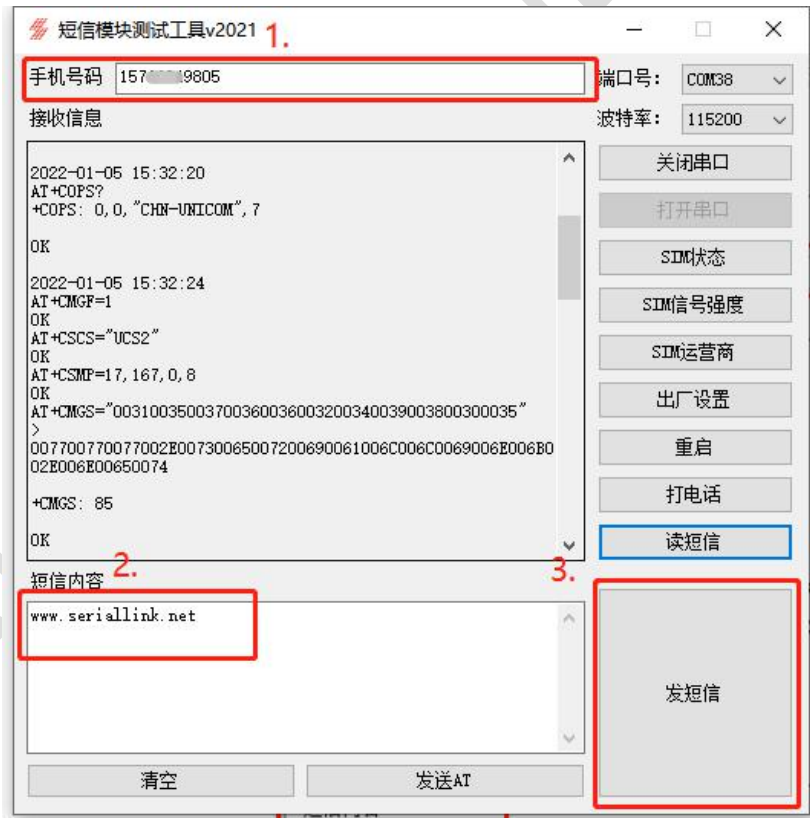 短信模块测试工具v2021
1.
手机号码 157 9805
端口号： COM38
接收信息
波特率： 115200
2022-01-05 15:32:20
AT+COPS?
+COPS: 0,0,"CHN-UNICOM",7
OK
2022-01-05 15:32:24
AT+CMGF=1
OK
AT+CSCS="UCS2"
OK
AT+CSMP=17,167,0,8
OK
AT+CMGS="00310035003700360036003200340039003800300035"
>
007700770077002E00730065007200690061006C006C0069006E006B0
02E006E00650074
+CMGS: 85
OK
关闭串口
打开串口
SIM状态
SIM信号强度
SIM运营商
出厂设置
重启
打电话
读短信
2.
3.
短信内容
www.seriallink.net
发短信
清空
发送AT